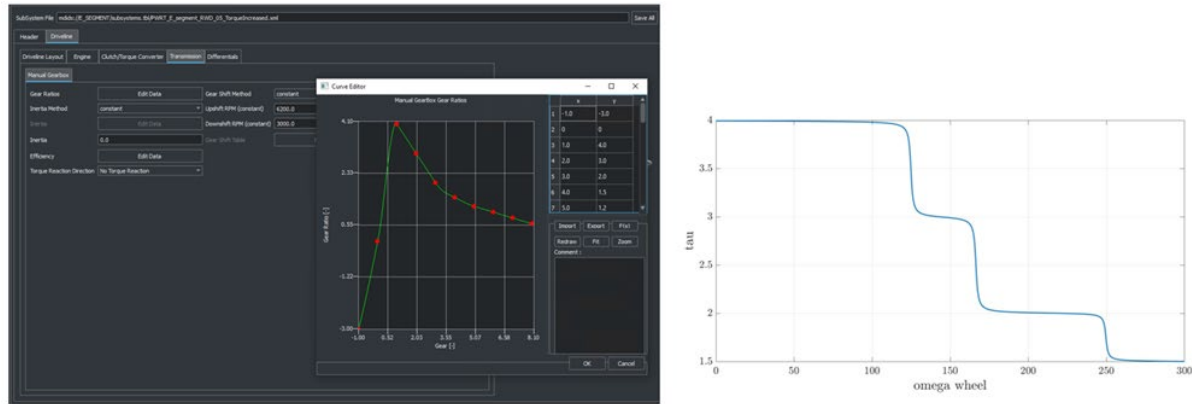 SubSystem File mdids://E_SEGMENT/subsystems.tbl/PWRT_E_segment_RWD_US_TorqueIncreased.xml Save All
Header Driveline
Driveline Layout Engine Clutch/Torque Converter Transmission Differentials
Manual Gearbox
Gear Ratios Edit Data Gear Shift Method constant
Inertia Method constant Upshift RPM (constant) 6200.0
Inertia Edit Data Downshift RPM (constant) 3000.0
Inertia 0.0 Gear Shift Table
Efficiency Edit Data
Torque Reaction Direction No Torque Reaction
Curve Editor
Manual Gearbox Gear Ratios
4.10
2.33
0.55
-1.22
-3.00
Gear Ratio [-]
-1.00 0.52 2.03 3.55 5.07 6.58 8.10
Gear [-]
x y
1 -1.0 -3.0
2 0 0
3 1.0 4.0
4 2.0 3.0
5 3.0 2.0
6 4.0 1.5
7 5.0 1.2
Import Export F(x)
Redraw Fit Zoom
Comment :
OK Cancel
4
3.5
3
2.5
2
1.5
tau
0 50 100 150 200 250 300
omega wheel